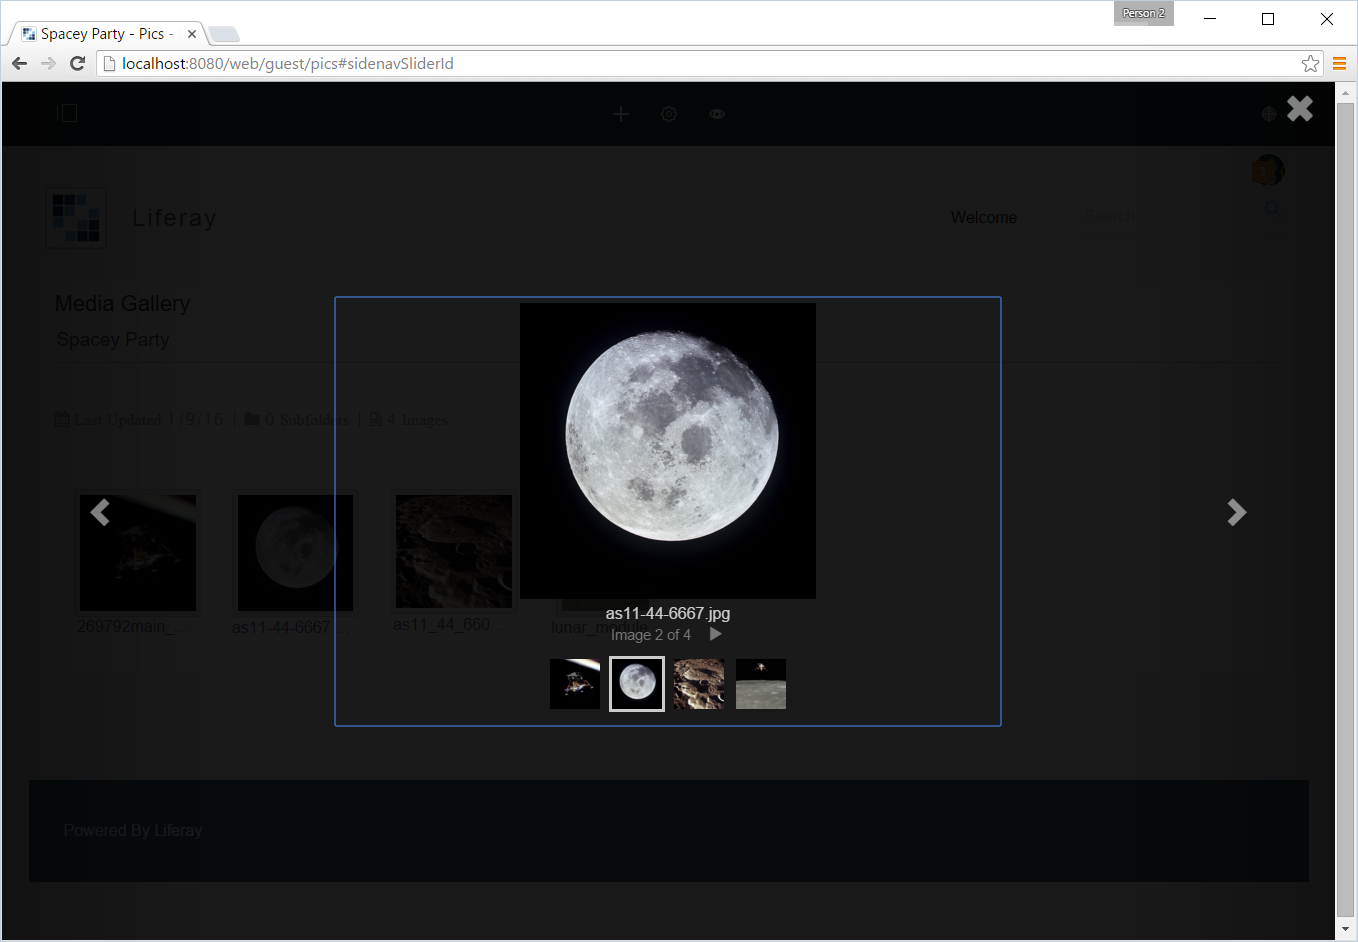 Person 2
Spacey Party - Pics -
localhost:8080/web/guest/pics#sidenavSliderId
Liferay
Welcome
Search
Media Gallery
Spacey Party
Last Updated 1/9/16 | 0 Subfolders | 4 Images
269792main_...
as11-44-6667....
as11_44_660...
lunar_module
as11-44-6667.jpg
Image 2 of 4
Powered By Liferay